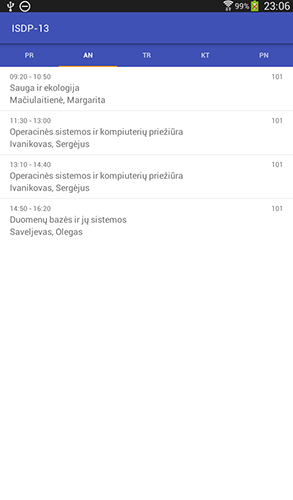 99% 23:06
ISDP-13
PR AN TR KT PN
09:20 - 10:50 101
Sauga ir ekologija
Mačiulaitienė, Margarita
11:30 - 13:00 101
Operacinės sistemos ir kompiuterių priežiūra
Ivanikovas, Sergėjus
13:10 - 14:40 101
Operacinės sistemos ir kompiuterių priežiūra
Ivanikovas, Sergėjus
14:50 - 16:20 101
Duomenų bazės ir jų sistemos
Saveljevas, Olegas